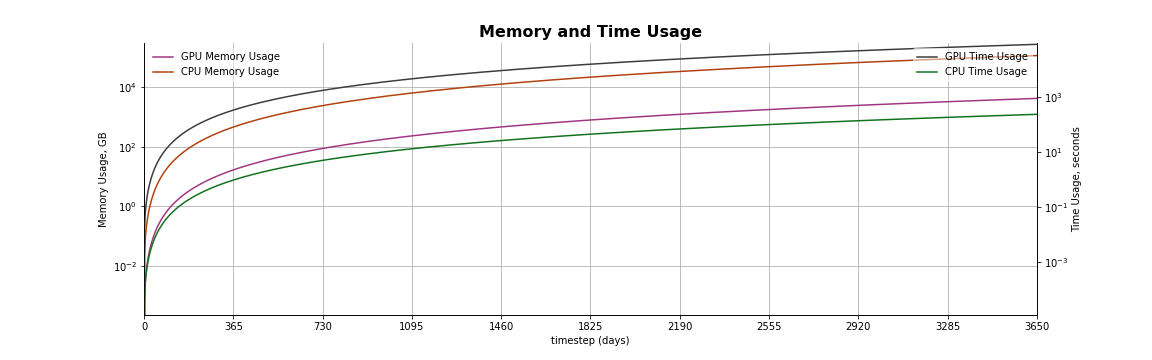 Memory and Time Usage
GPU Memory Usage
CPU Memory Usage
GPU Time Usage
CPU Time Usage
Memory Usage, GB
10⁴
10²
10⁰
10⁻²
10³
10¹
10⁻¹
10⁻³
Time Usage, seconds
0 365 730 1095 1460 1825 2190 2555 2920 3285 3650
timestep (days)